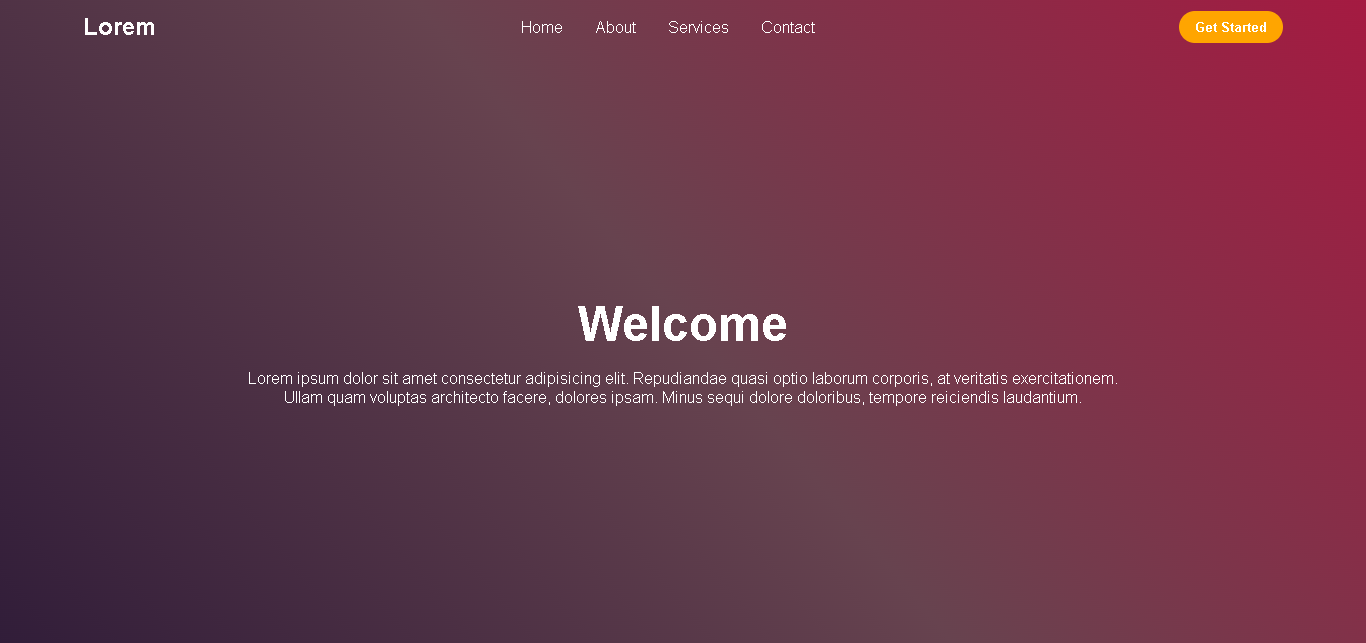 Lorem
Home About Services Contact
Get Started
Welcome
Lorem ipsum dolor sit amet consectetur adipisicing elit. Repudiandae quasi optio laborum corporis, at veritatis exercitationem.
Ullam quam voluptas architecto facere, dolores ipsam. Minus sequi dolore doloribus, tempore reiciendis laudantium.